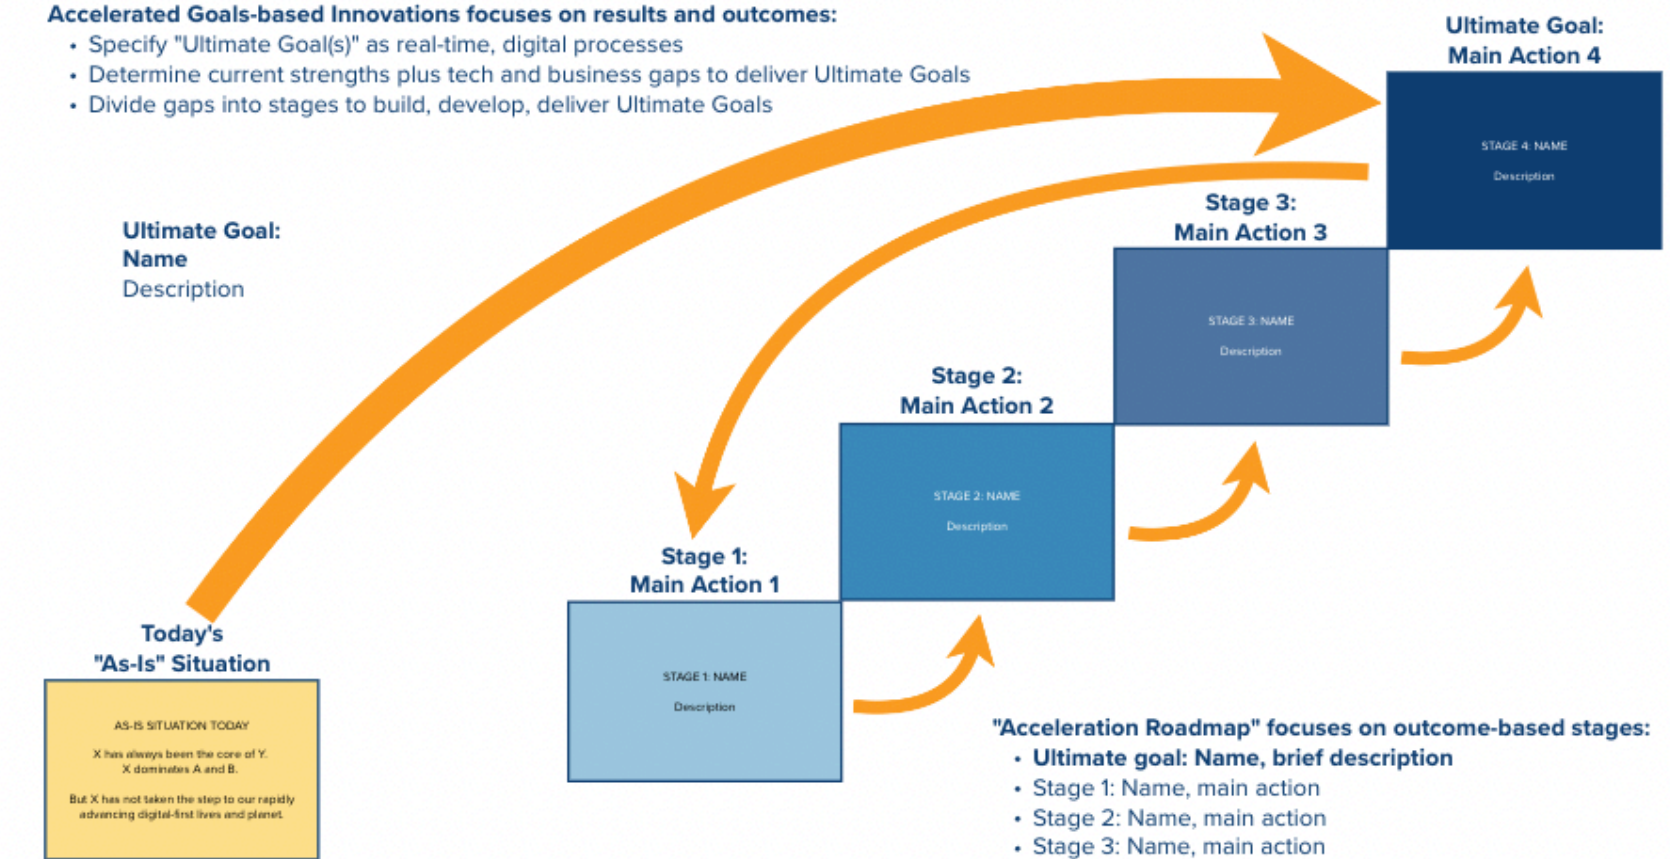 Accelerated Goals-based Innovations focuses on results and outcomes:
• Specify "Ultimate Goal(s)" as real-time, digital processes
• Determine current strengths plus tech and business gaps to deliver Ultimate Goals
• Divide gaps into stages to build, develop, deliver Ultimate Goals
Ultimate Goal:
Main Action 4
STAGE 4: NAME
Description
Ultimate Goal:
Name
Description
Stage 3:
Main Action 3
STAGE 3: NAME
Description
Stage 2:
Main Action 2
STAGE 2: NAME
Description
Stage 1:
Main Action 1
STAGE 1: NAME
Description
Today's
"As-Is" Situation
AS-IS SITUATION TODAY
X has always been the core of Y.
X dominates A and B.
But X has not taken the step to our rapidly
advancing digital-first lives and planet.
"Acceleration Roadmap" focuses on outcome-based stages:
• Ultimate goal: Name, brief description
• Stage 1: Name, main action
• Stage 2: Name, main action
• Stage 3: Name, main action